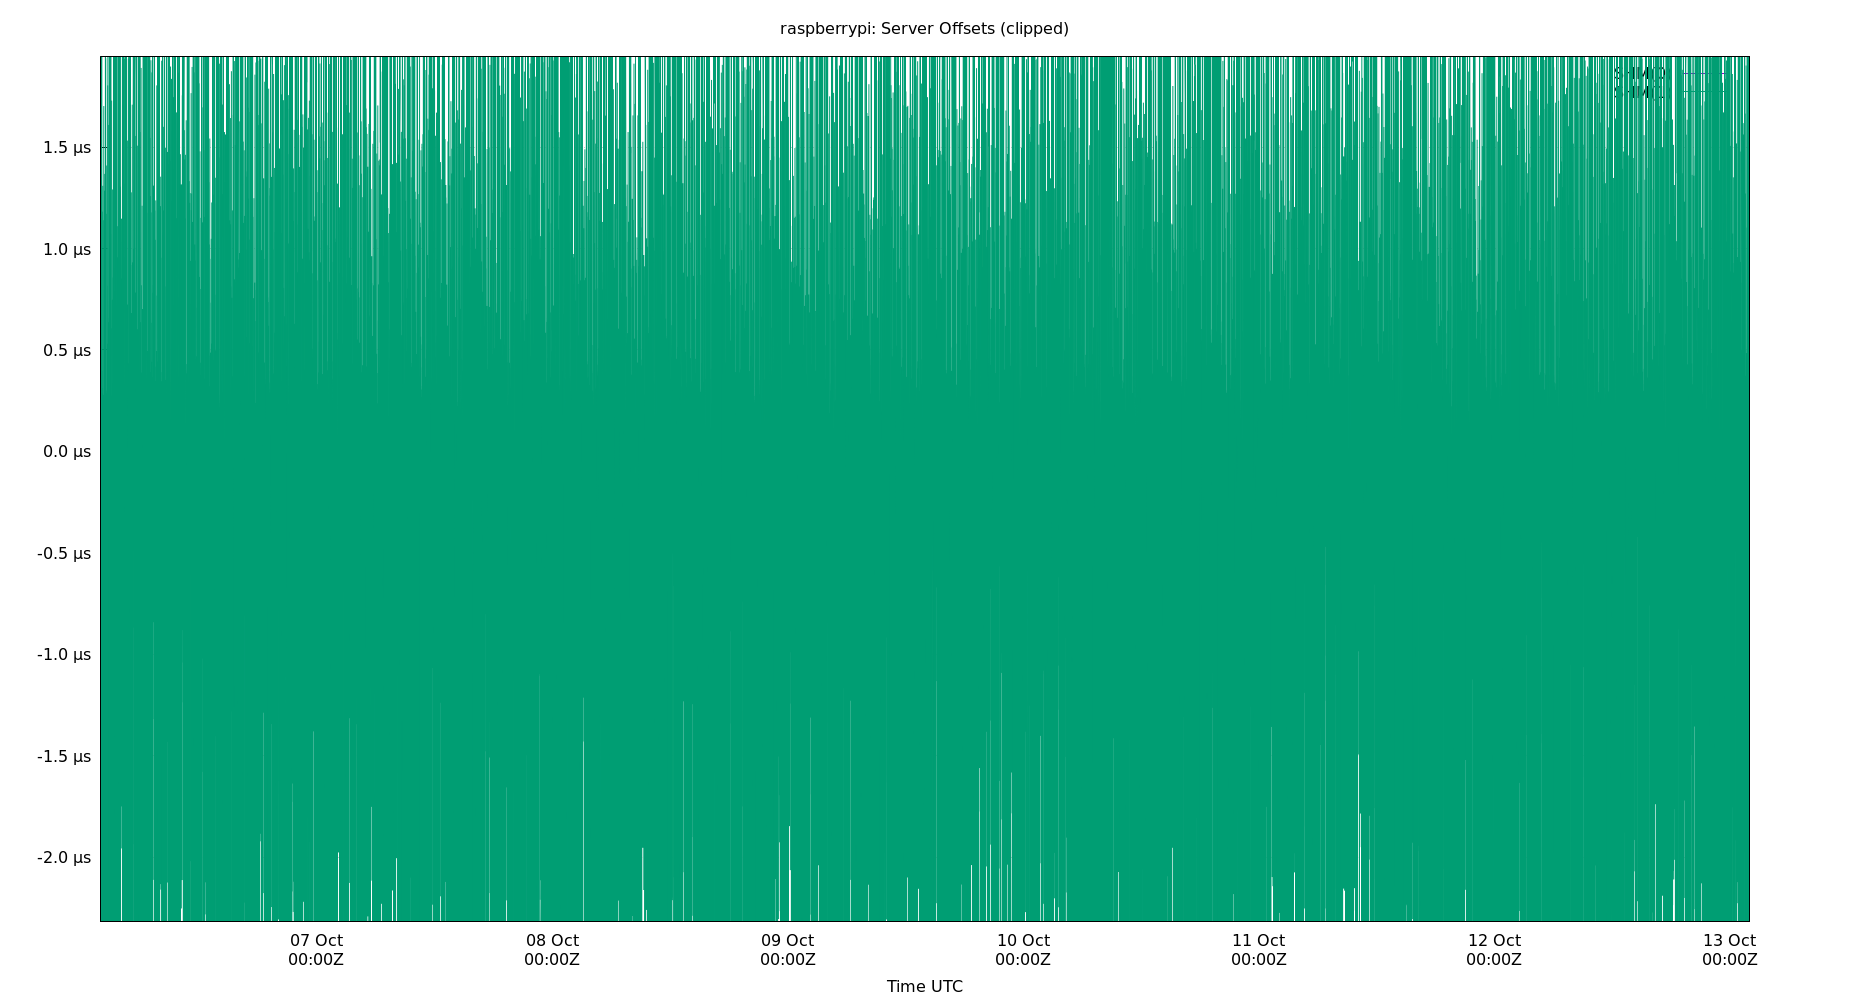 raspberrypi: Server Offsets (clipped)
1.5 µs
1.0 µs
0.5 µs
0.0 µs
-0.5 µs
-1.0 µs
-1.5 µs
-2.0 µs
07 Oct
00:00Z
08 Oct
00:00Z
09 Oct
00:00Z
10 Oct
00:00Z
11 Oct
00:00Z
12 Oct
00:00Z
13 Oct
00:00Z
Time UTC